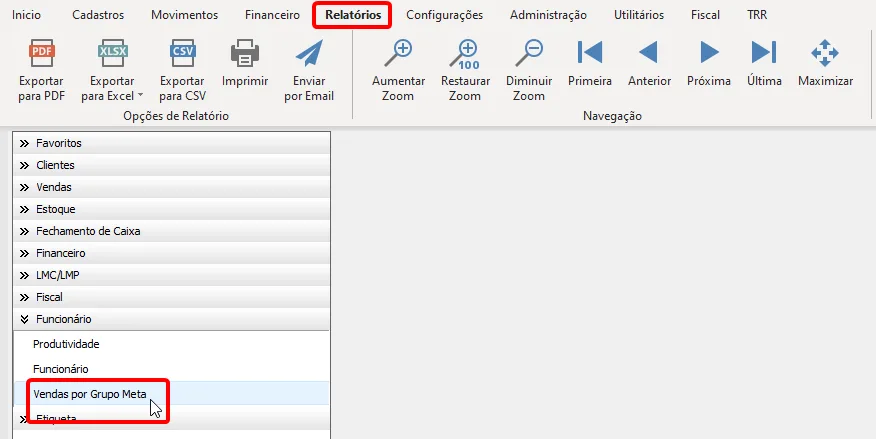 Inicio Cadastros Movimentos Financeiro Relatórios Configurações Administração Utilitários Fiscal TRR
PDF XLSX CSV 100
Exportar Exportar Exportar Imprimir Enviar Aumentar Restaurar Diminuir Primeira Anterior Próxima Última Maximizar
para PDF para Excel para CSV por Email Zoom Zoom Zoom
Opções de Relatório Navegação
Favoritos
Clientes
Vendas
Estoque
Fechamento de Caixa
Financeiro
LMC/LMP
Fiscal
Funcionário
Produtividade
Funcionário
Vendas por Grupo Meta
Etiqueta